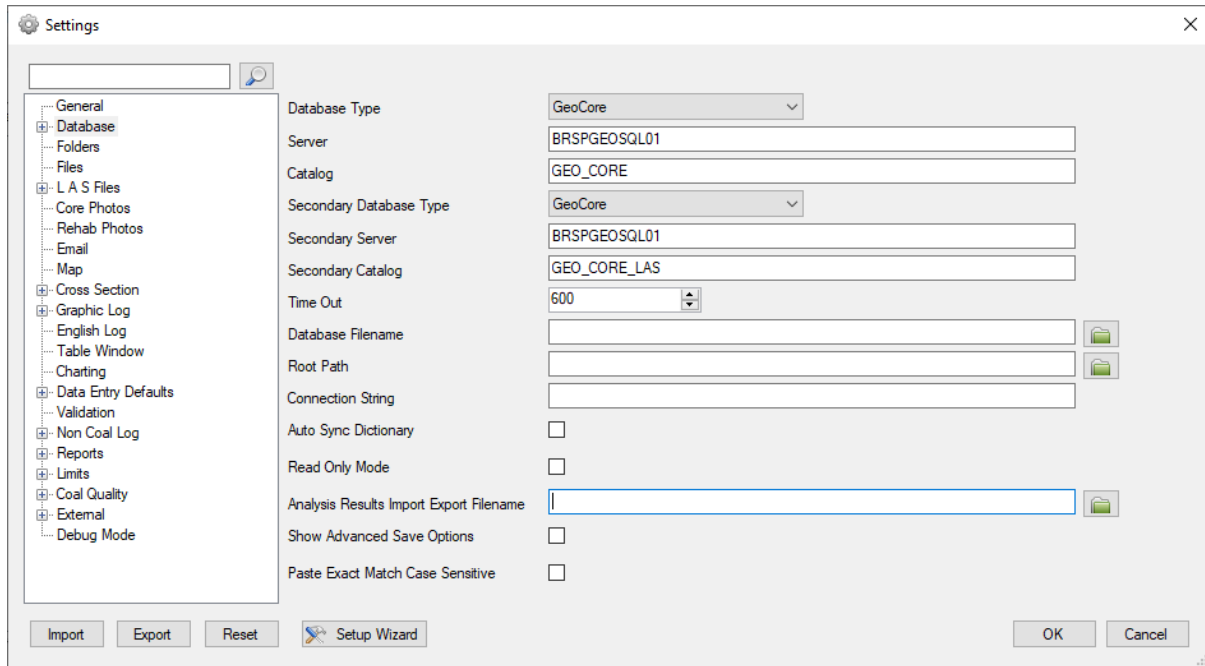 Settings
General
Database
Folders
Files
L A S Files
Core Photos
Rehab Photos
Email
Map
Cross Section
Graphic Log
English Log
Table Window
Charting
Data Entry Defaults
Validation
Non Coal Log
Reports
Limits
Coal Quality
External
Debug Mode
Database Type GeoCore
Server BRSPGEOSQL01
Catalog GEO_CORE
Secondary Database Type GeoCore
Secondary Server BRSPGEOSQL01
Secondary Catalog GEO_CORE_LAS
Time Out 600
Database Filename
Root Path
Connection String
Auto Sync Dictionary
Read Only Mode
Analysis Results Import Export Filename
Show Advanced Save Options
Paste Exact Match Case Sensitive
Import Export Reset Setup Wizard OK Cancel